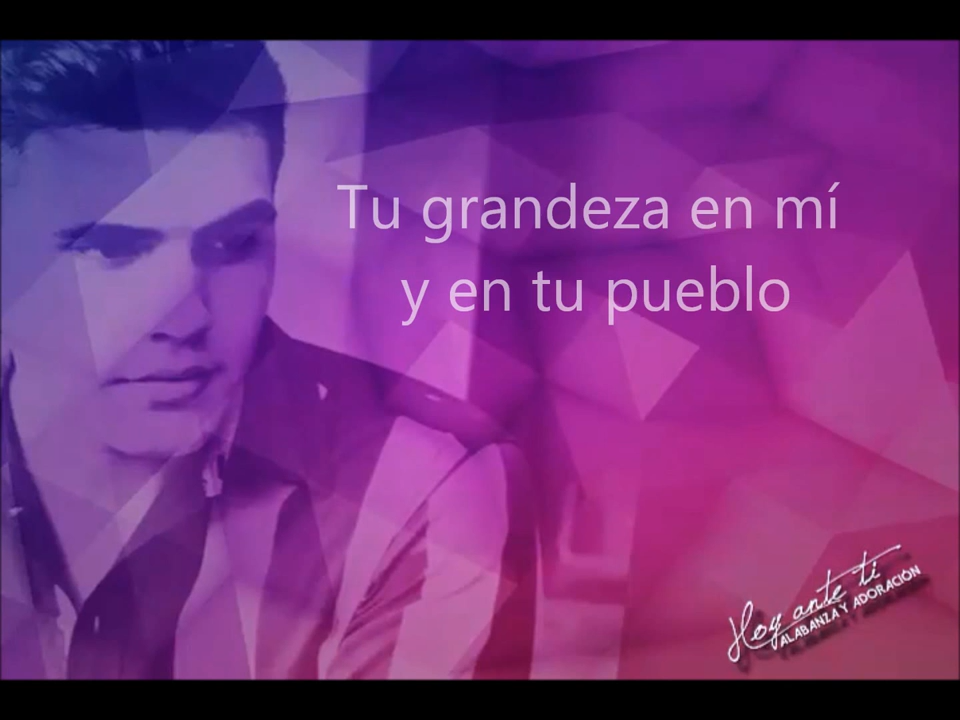 Tu grandeza en mí
y en tu pueblo
Hoy ante ti
ALABANZA Y ADORACIÓN